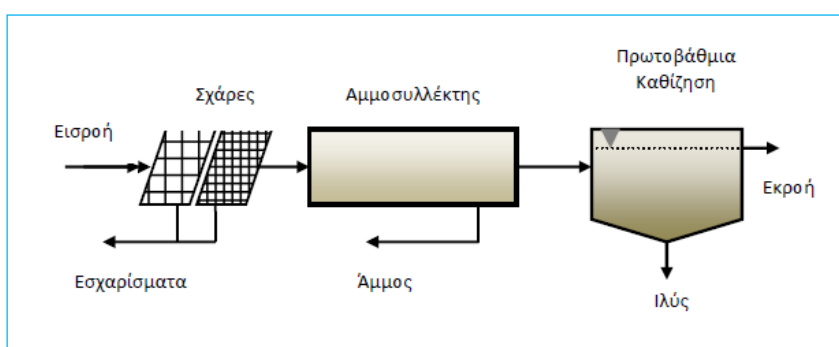 Πρωτοβάθμια
Καθίζηση
Σχάρες
Αμμοσυλλέκτης
Εισροή
Εκροή
Εσχαρίσματα
Άμμος
Ιλύς